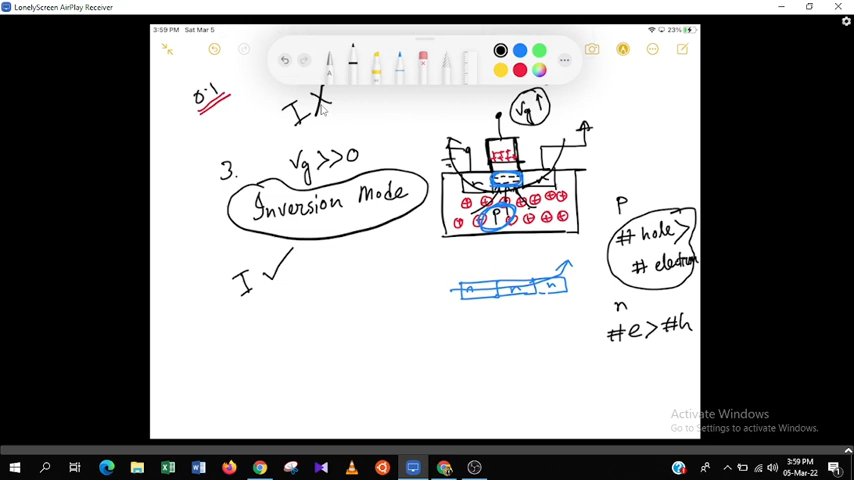 LonelyScreen AirPlay Receiver
3:59 PM Sat Mar 5
23%
A
0.1
I X
Vg ↑
3. Vg >> 0
Inversion Mode
I ✓
P
P
# hole >
# electron
n n n
n
#e > #h
Activate Windows
Go to Settings to activate Windows.
3:59 PM
05-Mar-22